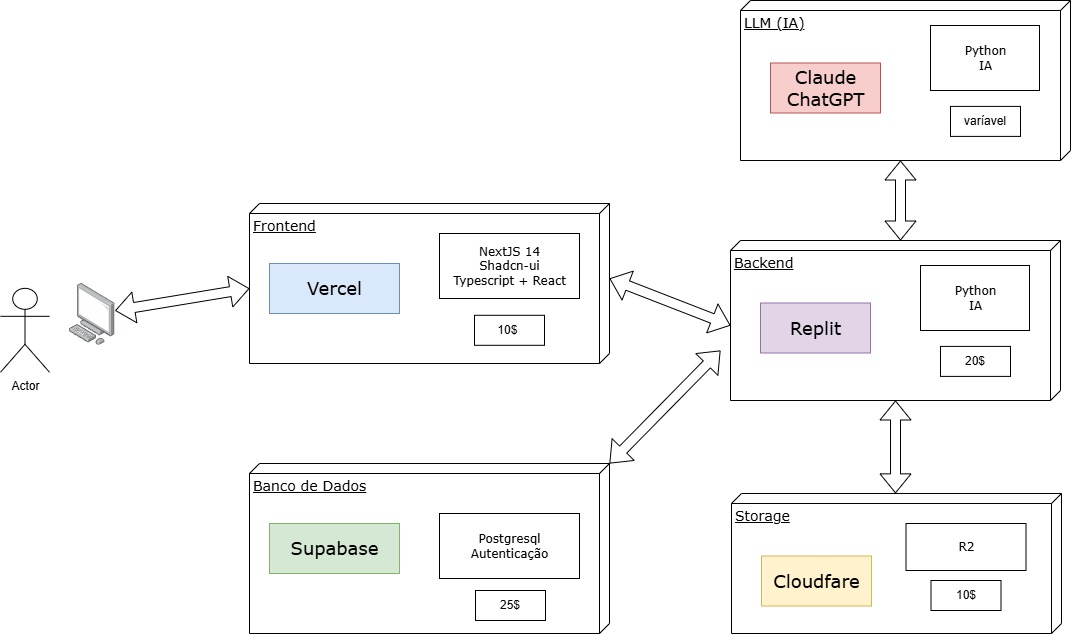 LLM (IA)
Python
IA
Claude
ChatGPT
varíavel
Frontend
NextJS 14
Shadcn-ui
Typescript + React
Vercel
10$
Backend
Python
IA
Replit
20$
Actor
Banco de Dados
Postgresql
Autenticação
Supabase
25$
Storage
R2
Cloudfare
10$